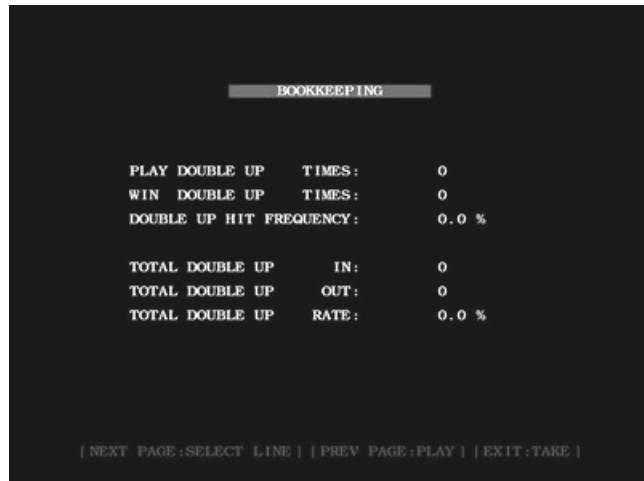 BOOKKEEPING
PLAY DOUBLE UP TIMES: 0
WIN DOUBLE UP TIMES: 0
DOUBLE UP HIT FREQUENCY: 0.0 %
TOTAL DOUBLE UP IN: 0
TOTAL DOUBLE UP OUT: 0
TOTAL DOUBLE UP RATE: 0.0 %
[NEXT PAGE:SELECT LINE] [PREV PAGE:PLAY] [EXIT:TAKE]